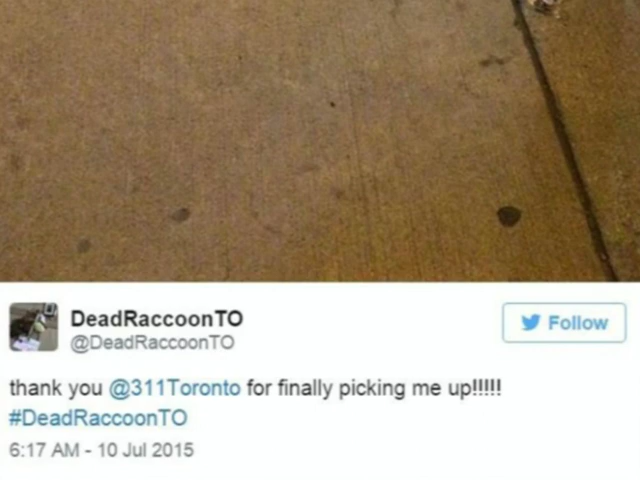 DeadRaccoonTO
Follow
@DeadRaccoonTO
thank you @311Toronto for finally picking me up!!!!!
#DeadRaccoonTO
6:17 AM - 10 Jul 2015